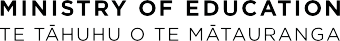 MINISTRY OF EDUCATION
TE TĀHUHU O TE MĀTAURANGA